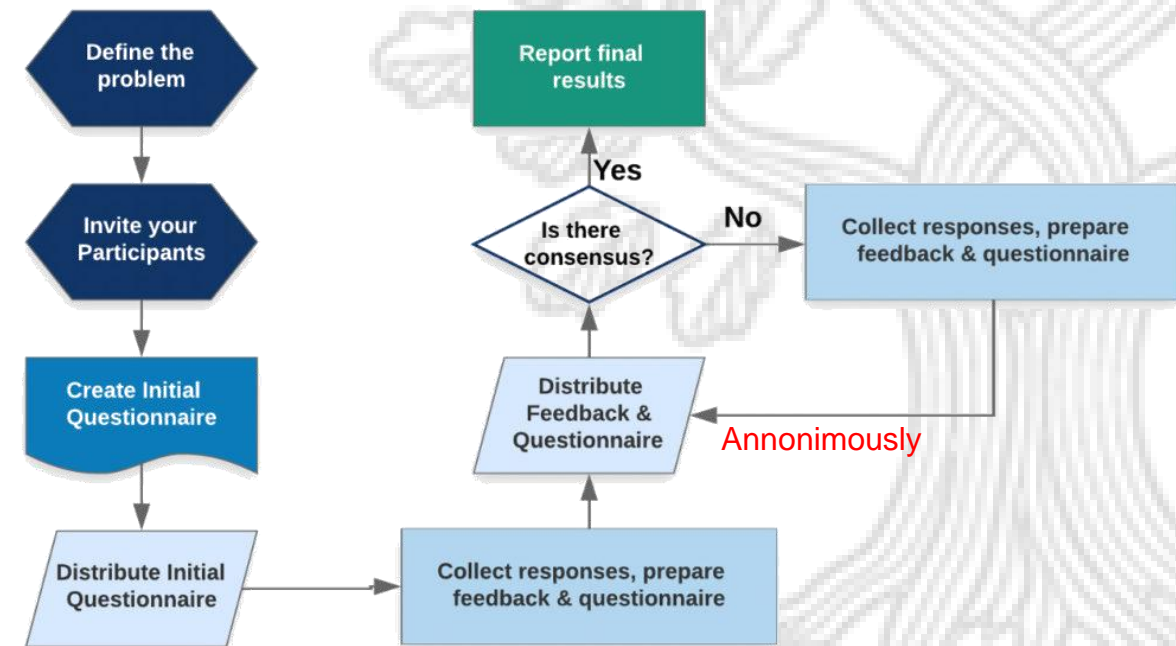 Define the
problem
Invite your
Participants
Create Initial
Questionnaire
Distribute Initial
Questionnaire
Collect responses, prepare
feedback & questionnaire
Distribute
Feedback &
Questionnaire
Is there
consensus?
Yes
Report final
results
No
Collect responses, prepare
feedback & questionnaire
Annonimously